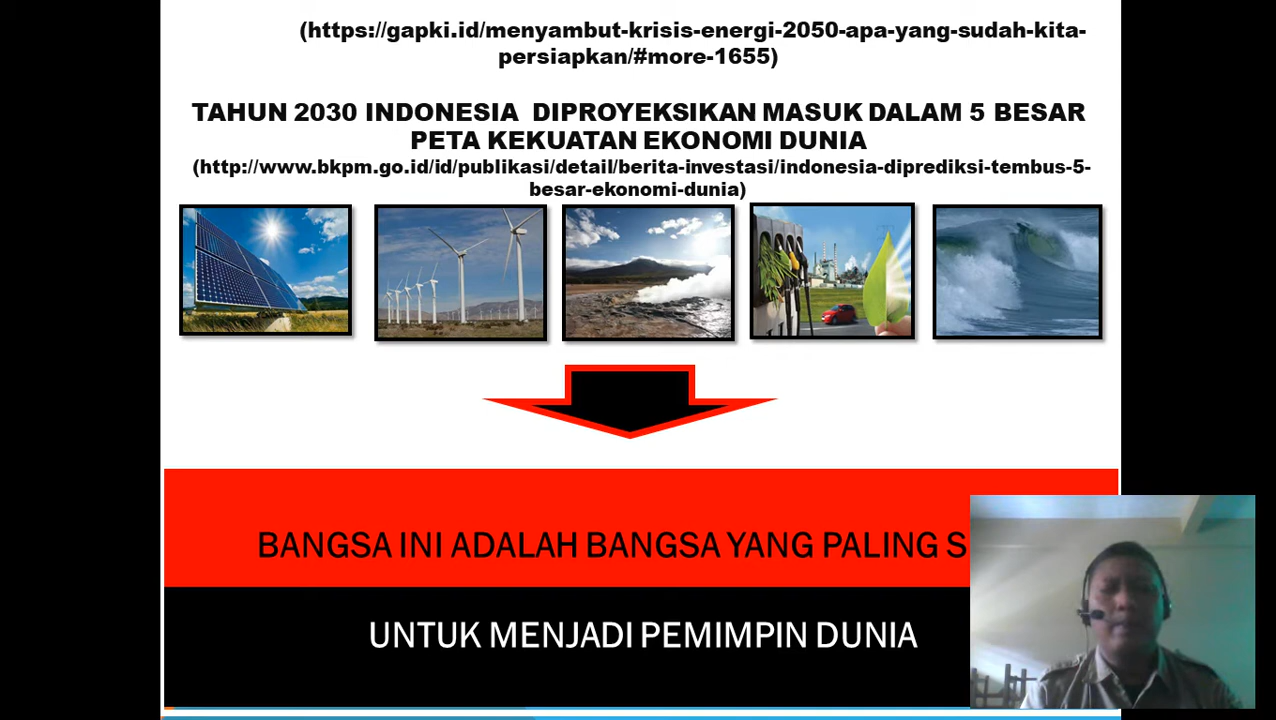 (https://gapki.id/menyambut-krisis-energi-2050-apa-yang-sudah-kita-
persiapkan/#more-1655)
TAHUN 2030 INDONESIA DIPROYEKSIKAN MASUK DALAM 5 BESAR
PETA KEKUATAN EKONOMI DUNIA
(http://www.bkpm.go.id/id/publikasi/detail/berita-investasi/indonesia-diprediksi-tembus-5-
besar-ekonomi-dunia)
BANGSA INI ADALAH BANGSA YANG PALING
UNTUK MENJADI PEMIMPIN DUNIA